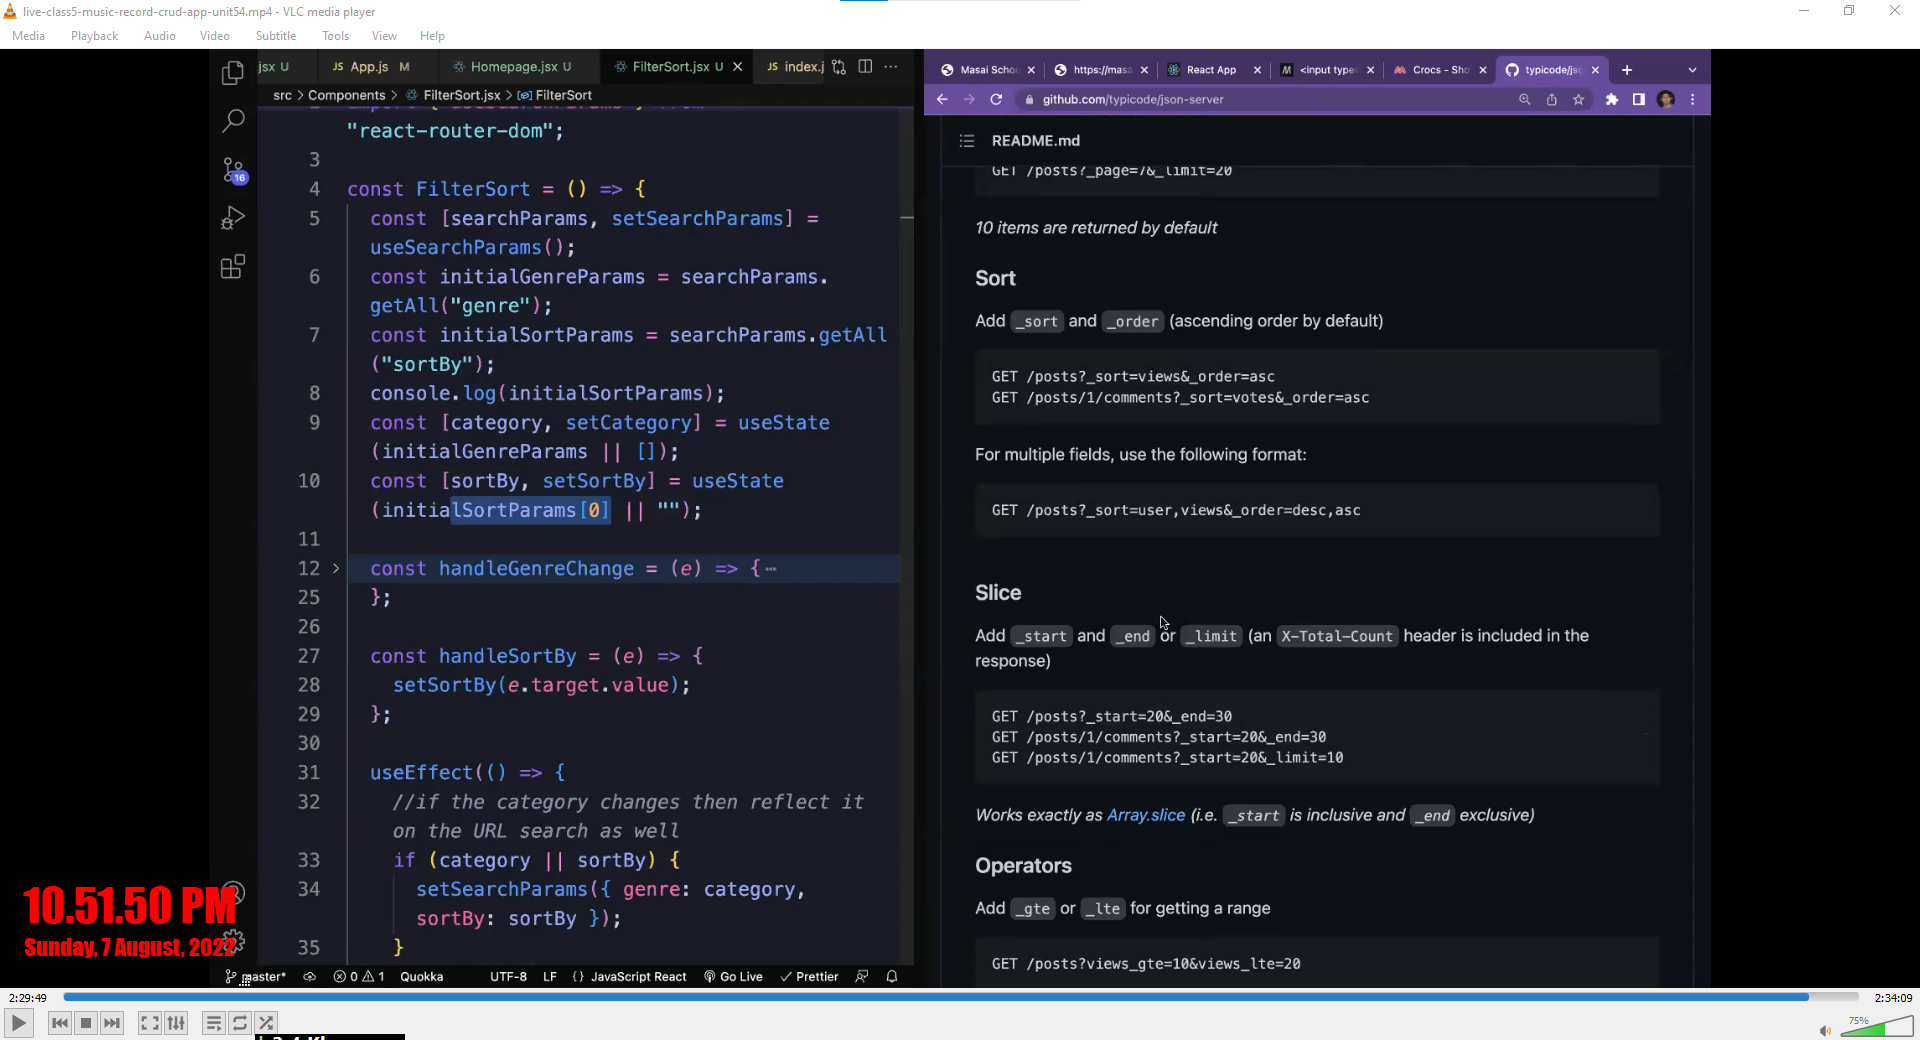 live-class5-music-record-crud-app-unit54.mp4 - VLC media player
Media Playback Audio Video Subtitle Tools View Help
jsx U
JS App.js M
Homepage.jsx U
FilterSort.jsx U
JS index.j
src > Components > FilterSort.jsx > FilterSort
"react-router-dom";
3
4 const FilterSort = () => {
5 const [searchParams, setSearchParams] =
useSearchParams();
6 const initialGenreParams = searchParams.
getAll("genre");
7 const initialSortParams = searchParams.getAll
("sortBy");
8 console.log(initialSortParams);
9 const [category, setCategory] = useState
(initialGenreParams || []);
10 const [sortBy, setSortBy] = useState
(initialSortParams[0] || "");
11
12 const handleGenreChange = (e) => {
25 };
26
27 const handleSortBy = (e) => {
28 setSortBy(e.target.value);
29 };
30
31 useEffect(() => {
32 //if the category changes then reflect it
on the URL search as well
33 if (category || sortBy) {
34 setSearchParams({ genre: category,
sortBy: sortBy });
35 }
16
master* 0 1 Quokka UTF-8 LF {} JavaScript React Go Live Prettier
Masai Schoo
https://masa
React App
<input type=
Crocs - Sho
typicode/js
github.com/typicode/json-server
README.md
GET /posts?_page=7&_limit=20
10 items are returned by default
Sort
Add _sort and _order (ascending order by default)
GET /posts?_sort=views&_order=asc
GET /posts/1/comments?_sort=votes&_order=asc
For multiple fields, use the following format:
GET /posts?_sort=user,views&_order=desc,asc
Slice
Add _start and _end or _limit (an X-Total-Count header is included in the
response)
GET /posts?_start=20&_end=30
GET /posts/1/comments?_start=20&_end=30
GET /posts/1/comments?_start=20&_limit=10
Works exactly as Array.slice (i.e. _start is inclusive and _end exclusive)
Operators
Add _gte or _lte for getting a range
GET /posts?views_gte=10&views_lte=20
10.51.50 PM
Sunday, 7 August, 2022
2:29:49
2:34:09
75%